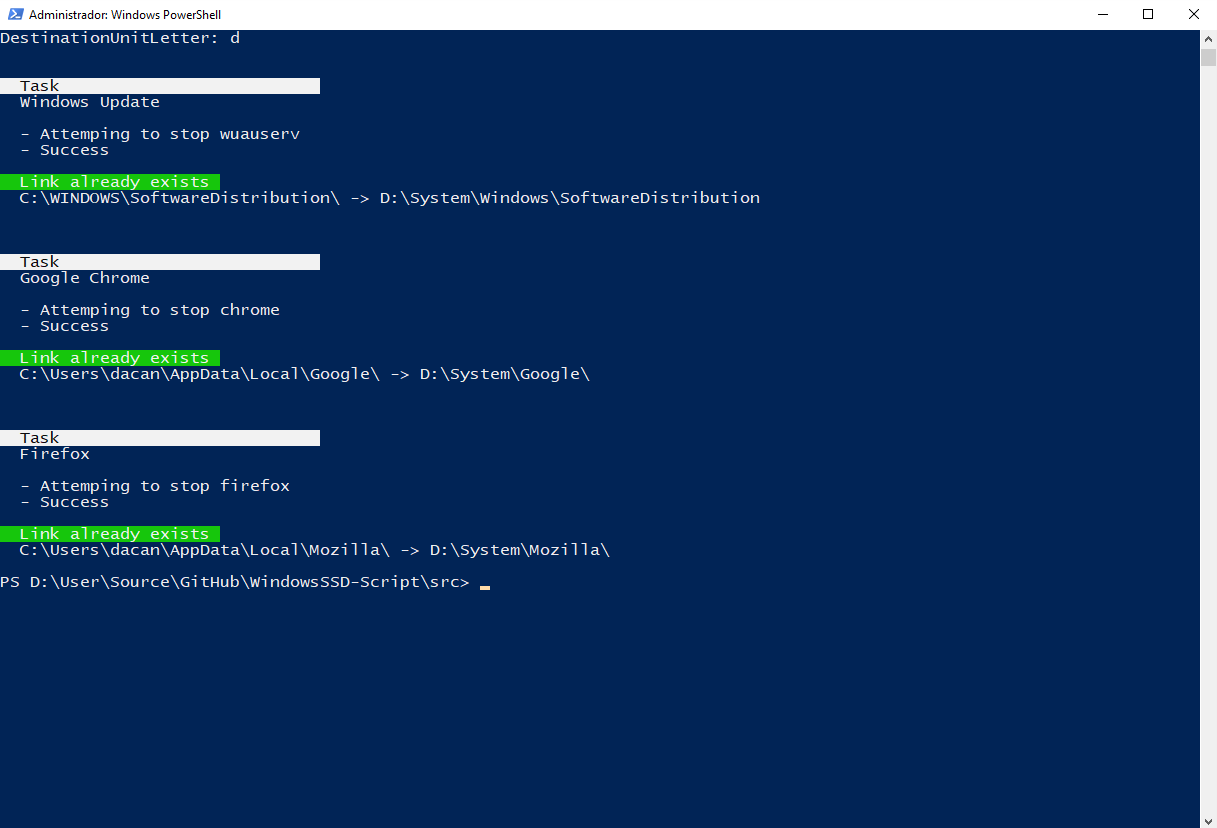 Administrador: Windows PowerShell
DestinationUnitLetter: d
Task
Windows Update
- Attemping to stop wuauserv
- Success
Link already exists
C:\WINDOWS\SoftwareDistribution\ -> D:\System\Windows\SoftwareDistribution
Task
Google Chrome
- Attemping to stop chrome
- Success
Link already exists
C:\Users\dacan\AppData\Local\Google\ -> D:\System\Google\
Task
Firefox
- Attemping to stop firefox
- Success
Link already exists
C:\Users\dacan\AppData\Local\Mozilla\ -> D:\System\Mozilla\
PS D:\User\Source\GitHub\WindowsSSD-Script\src>